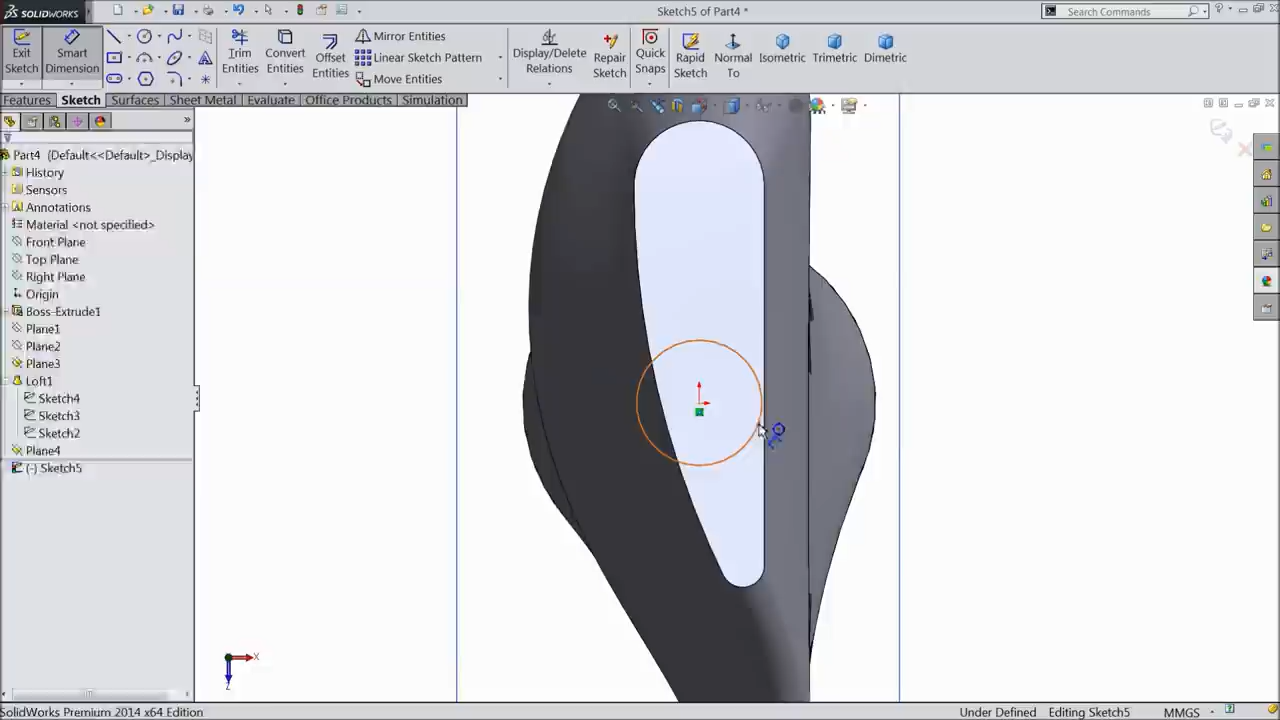 SOLIDWORKS
Sketch5 of Part4 *
Search Commands
Exit Sketch
Smart Dimension
Trim Entities
Convert Entities
Offset Entities
Mirror Entities
Linear Sketch Pattern
Move Entities
Display/Delete Relations
Repair Sketch
Quick Snaps
Rapid Sketch
Normal To
Isometric
Trimetric
Dimetric
Features
Sketch
Surfaces
Sheet Metal
Evaluate
Office Products
Simulation
Part4 (Default<<Default>_Display
History
Sensors
Annotations
Material <not specified>
Front Plane
Top Plane
Right Plane
Origin
Boss-Extrude1
Plane1
Plane2
Plane3
Loft1
Sketch4
Sketch3
Sketch2
Plane4
(-) Sketch5
X
Z
SolidWorks Premium 2014 x64 Edition
Under Defined
Editing Sketch5
MMGS